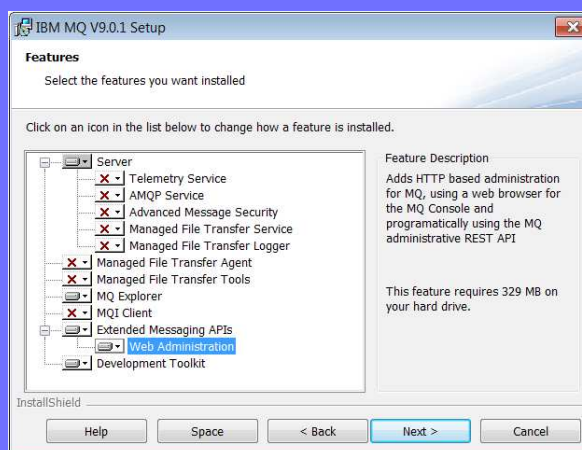 IBM MQ V9.0.1 Setup
Features
Select the features you want installed
Click on an icon in the list below to change how a feature is installed.
Server
Telemetry Service
AMQP Service
Advanced Message Security
Managed File Transfer Service
Managed File Transfer Logger
Managed File Transfer Agent
Managed File Transfer Tools
MQ Explorer
MQI Client
Extended Messaging APIs
Web Administration
Development Toolkit
Feature Description
Adds HTTP based administration
for MQ, using a web browser for
the MQ Console and
programatically using the MQ
administrative REST API
This feature requires 329 MB on
your hard drive.
InstallShield
Help
Space
< Back
Next >
Cancel